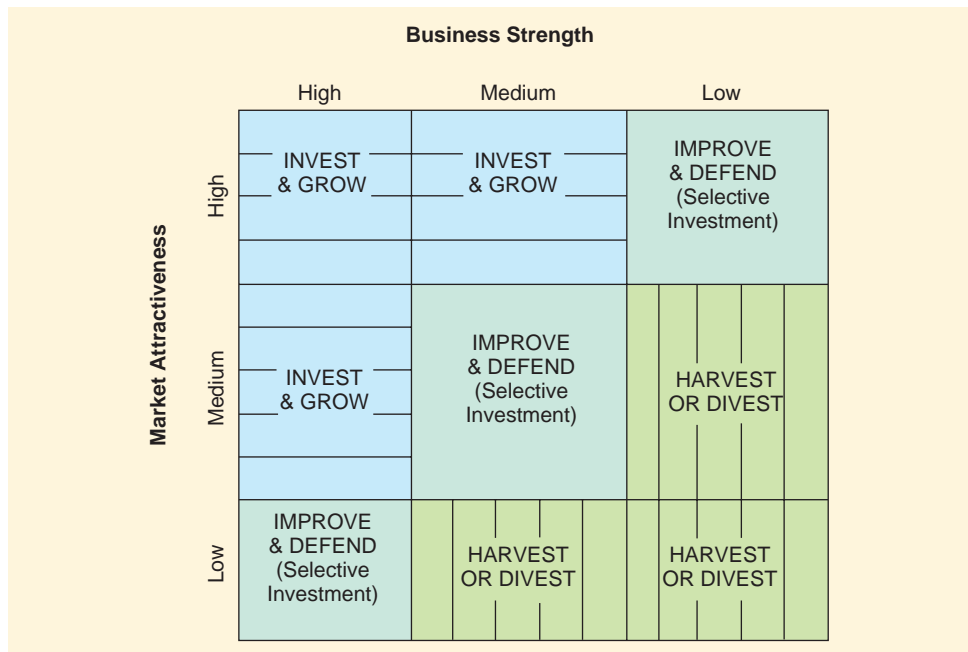 Business Strength
High Medium Low
Market Attractiveness
High
INVEST
& GROW
INVEST
& GROW
IMPROVE
& DEFEND
(Selective
Investment)
Medium
INVEST
& GROW
IMPROVE
& DEFEND
(Selective
Investment)
HARVEST
OR DIVEST
Low
IMPROVE
& DEFEND
(Selective
Investment)
HARVEST
OR DIVEST
HARVEST
OR DIVEST